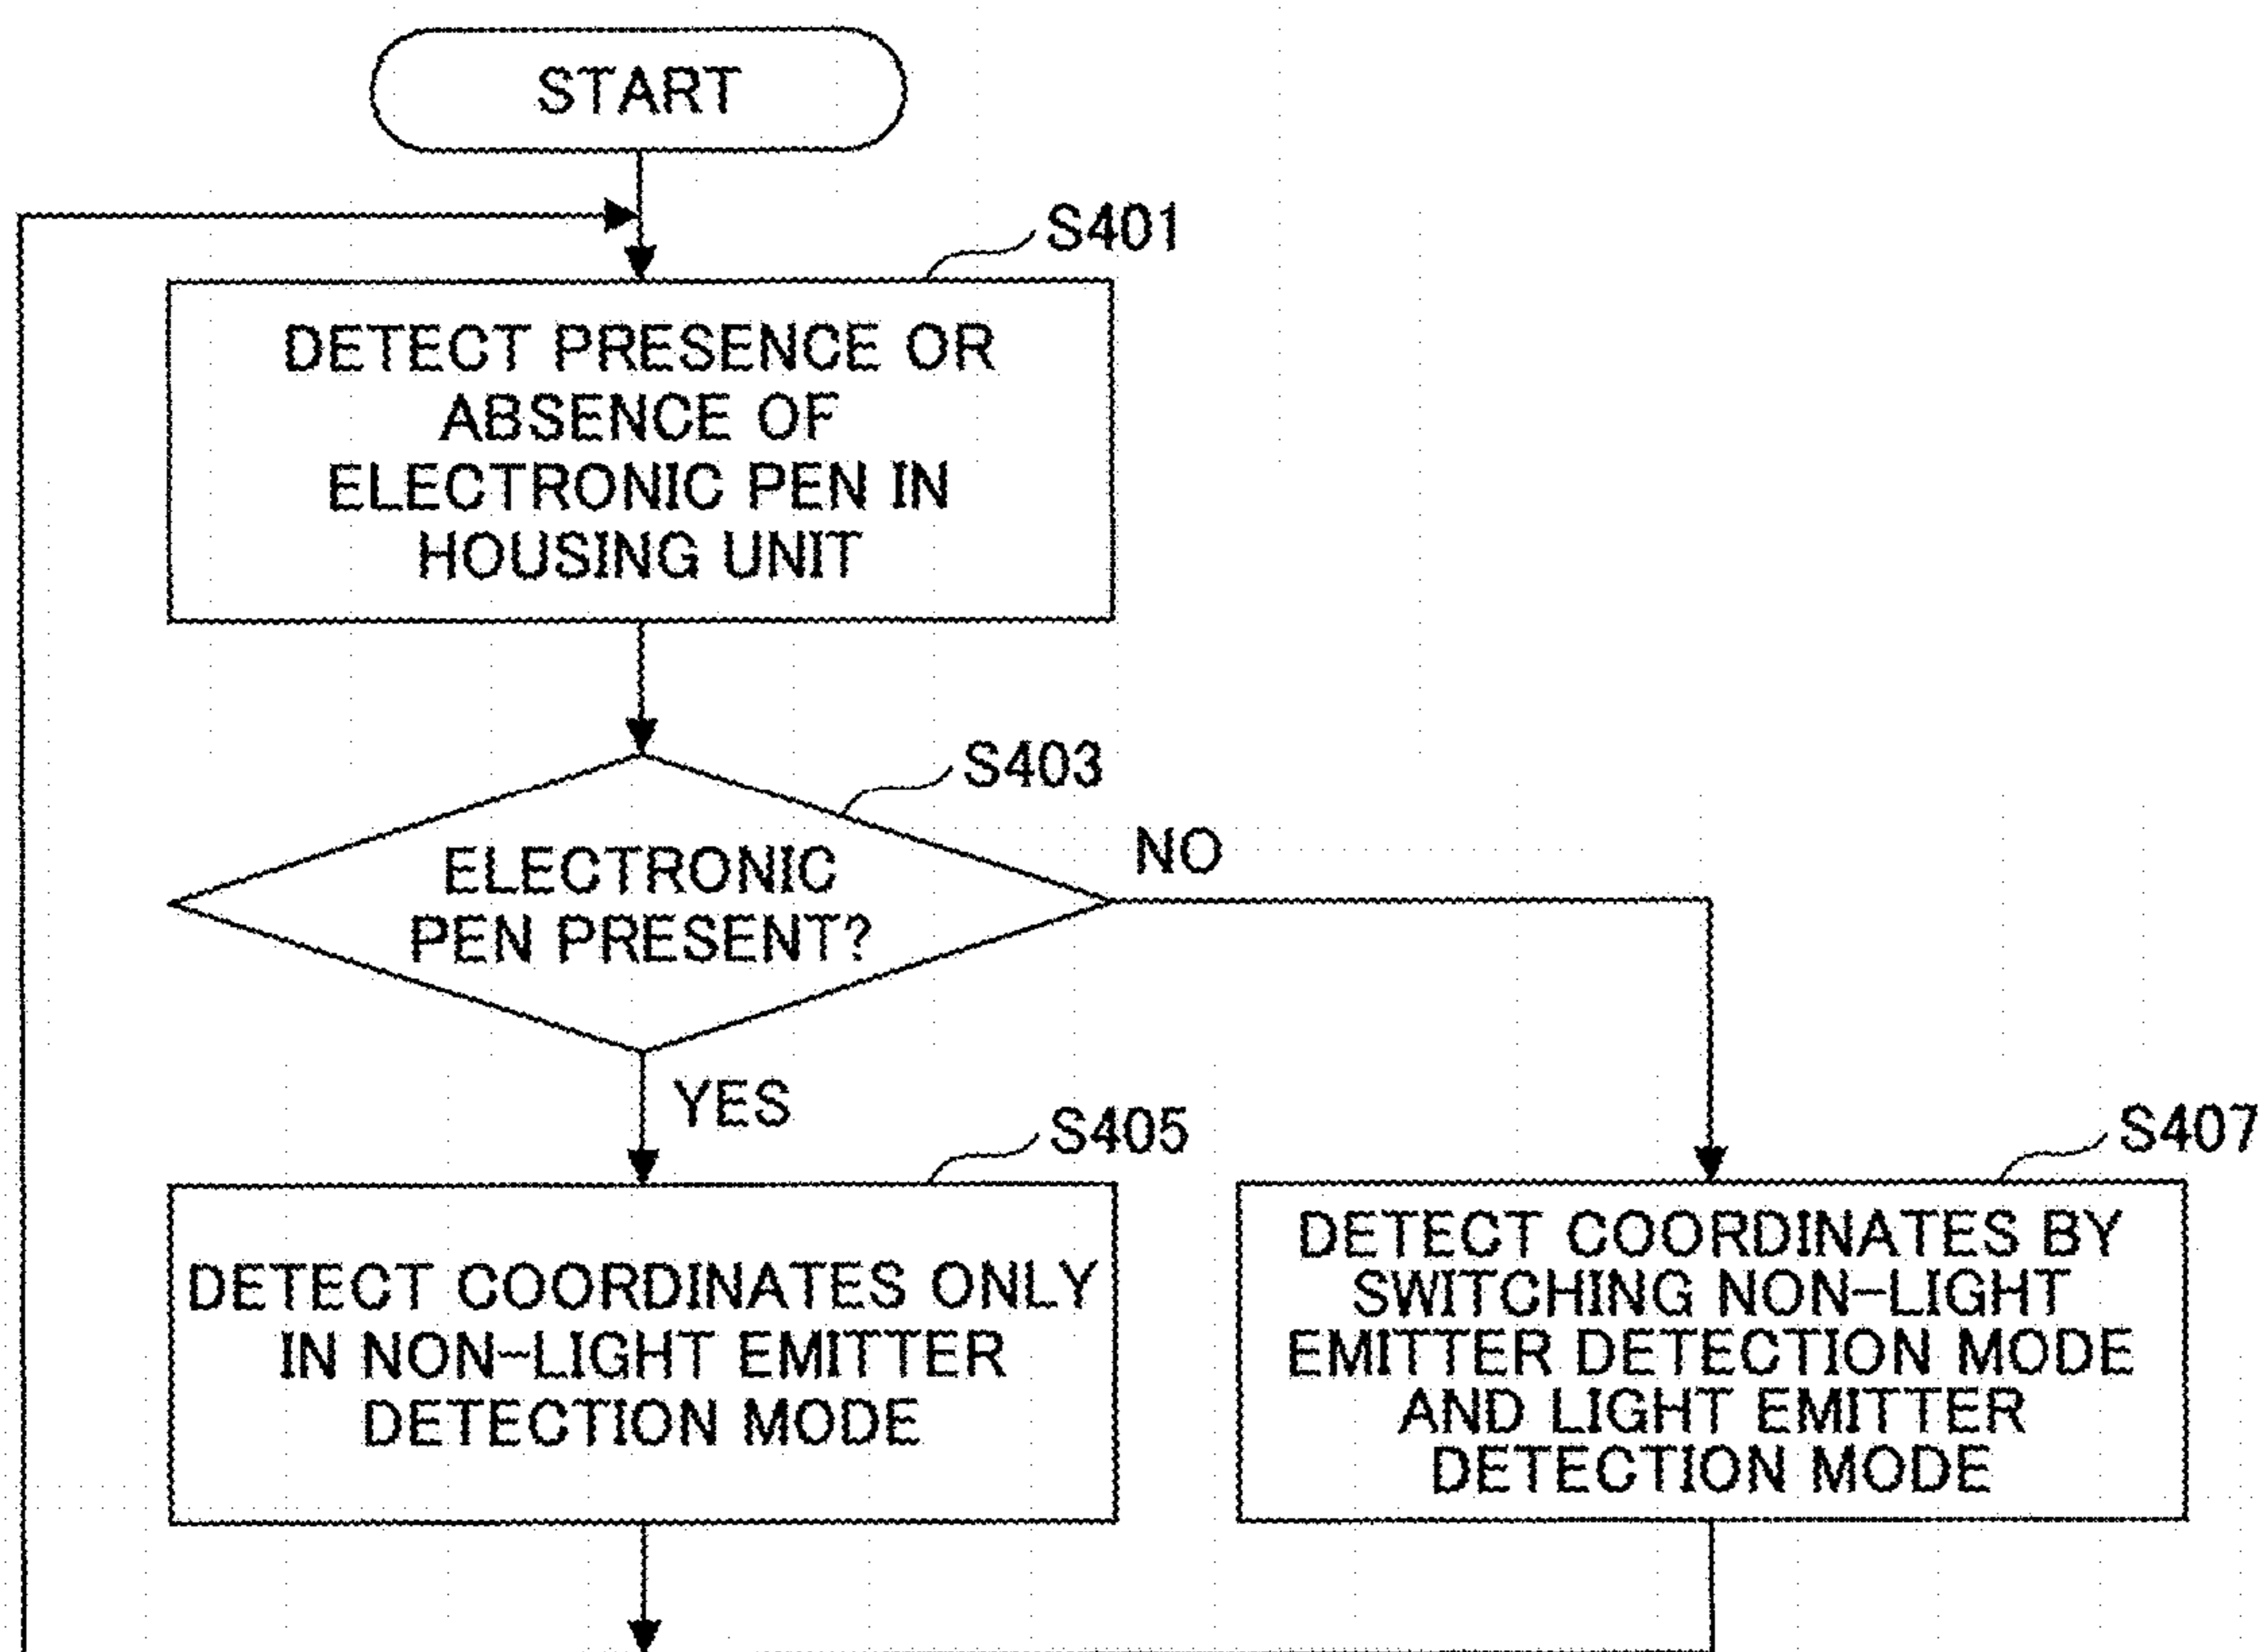 START
S401
DETECT PRESENCE OR
ABSENCE OF
ELECTRONIC PEN IN
HOUSING UNIT
S403
ELECTRONIC
PEN PRESENT?
NO
YES
S405
DETECT COORDINATES ONLY
IN NON-LIGHT EMITTER
DETECTION MODE
S407
DETECT COORDINATES BY
SWITCHING NON-LIGHT
EMITTER DETECTION MODE
AND LIGHT EMITTER
DETECTION MODE